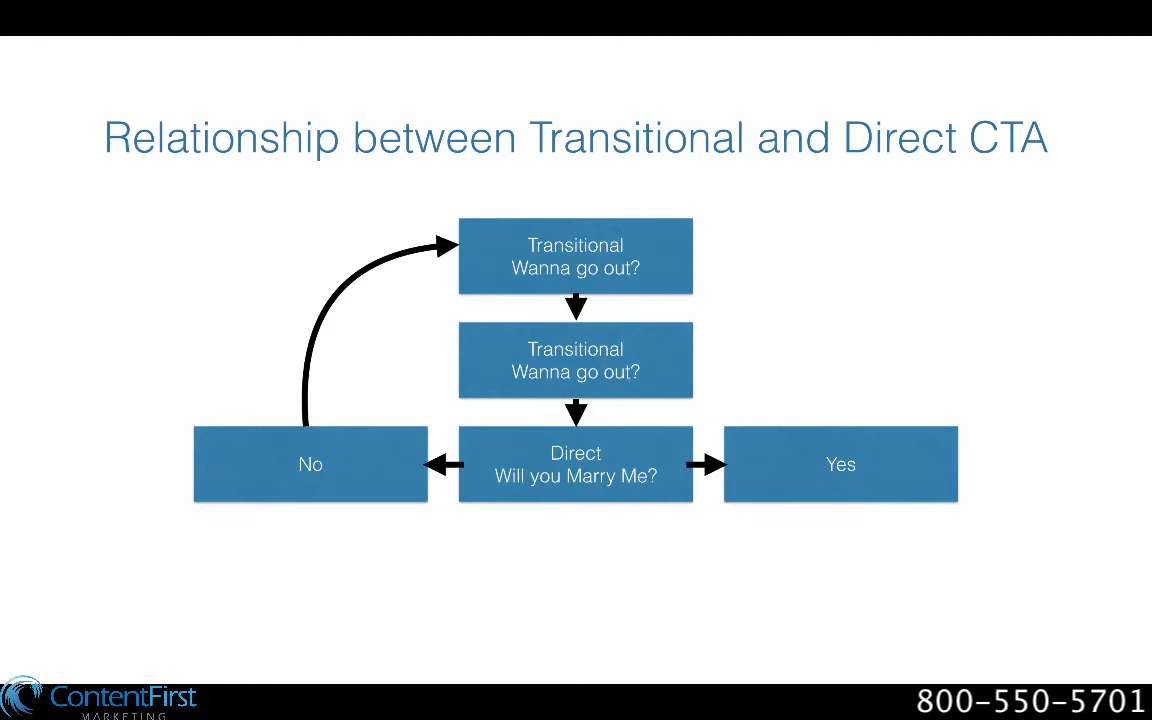 Relationship between Transitional and Direct CTA
Transitional
Wanna go out?
Transitional
Wanna go out?
No
Direct
Will you Marry Me?
Yes
ContentFirst
MARKETING
800-550-5701